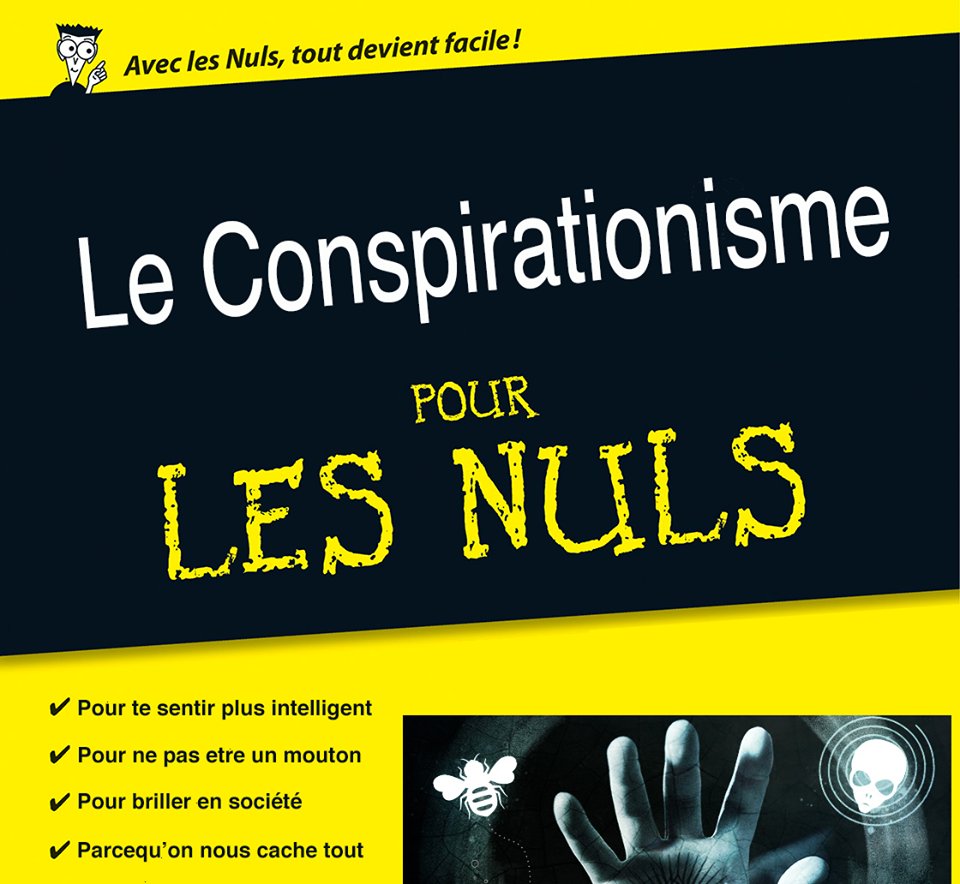 Avec les Nuls, tout devient facile!
Le Conspirationisme
POUR
LES NULS
✔ Pour te sentir plus intelligent
✔ Pour ne pas etre un mouton
✔ Pour briller en société
✔ Parcequ'on nous cache tout